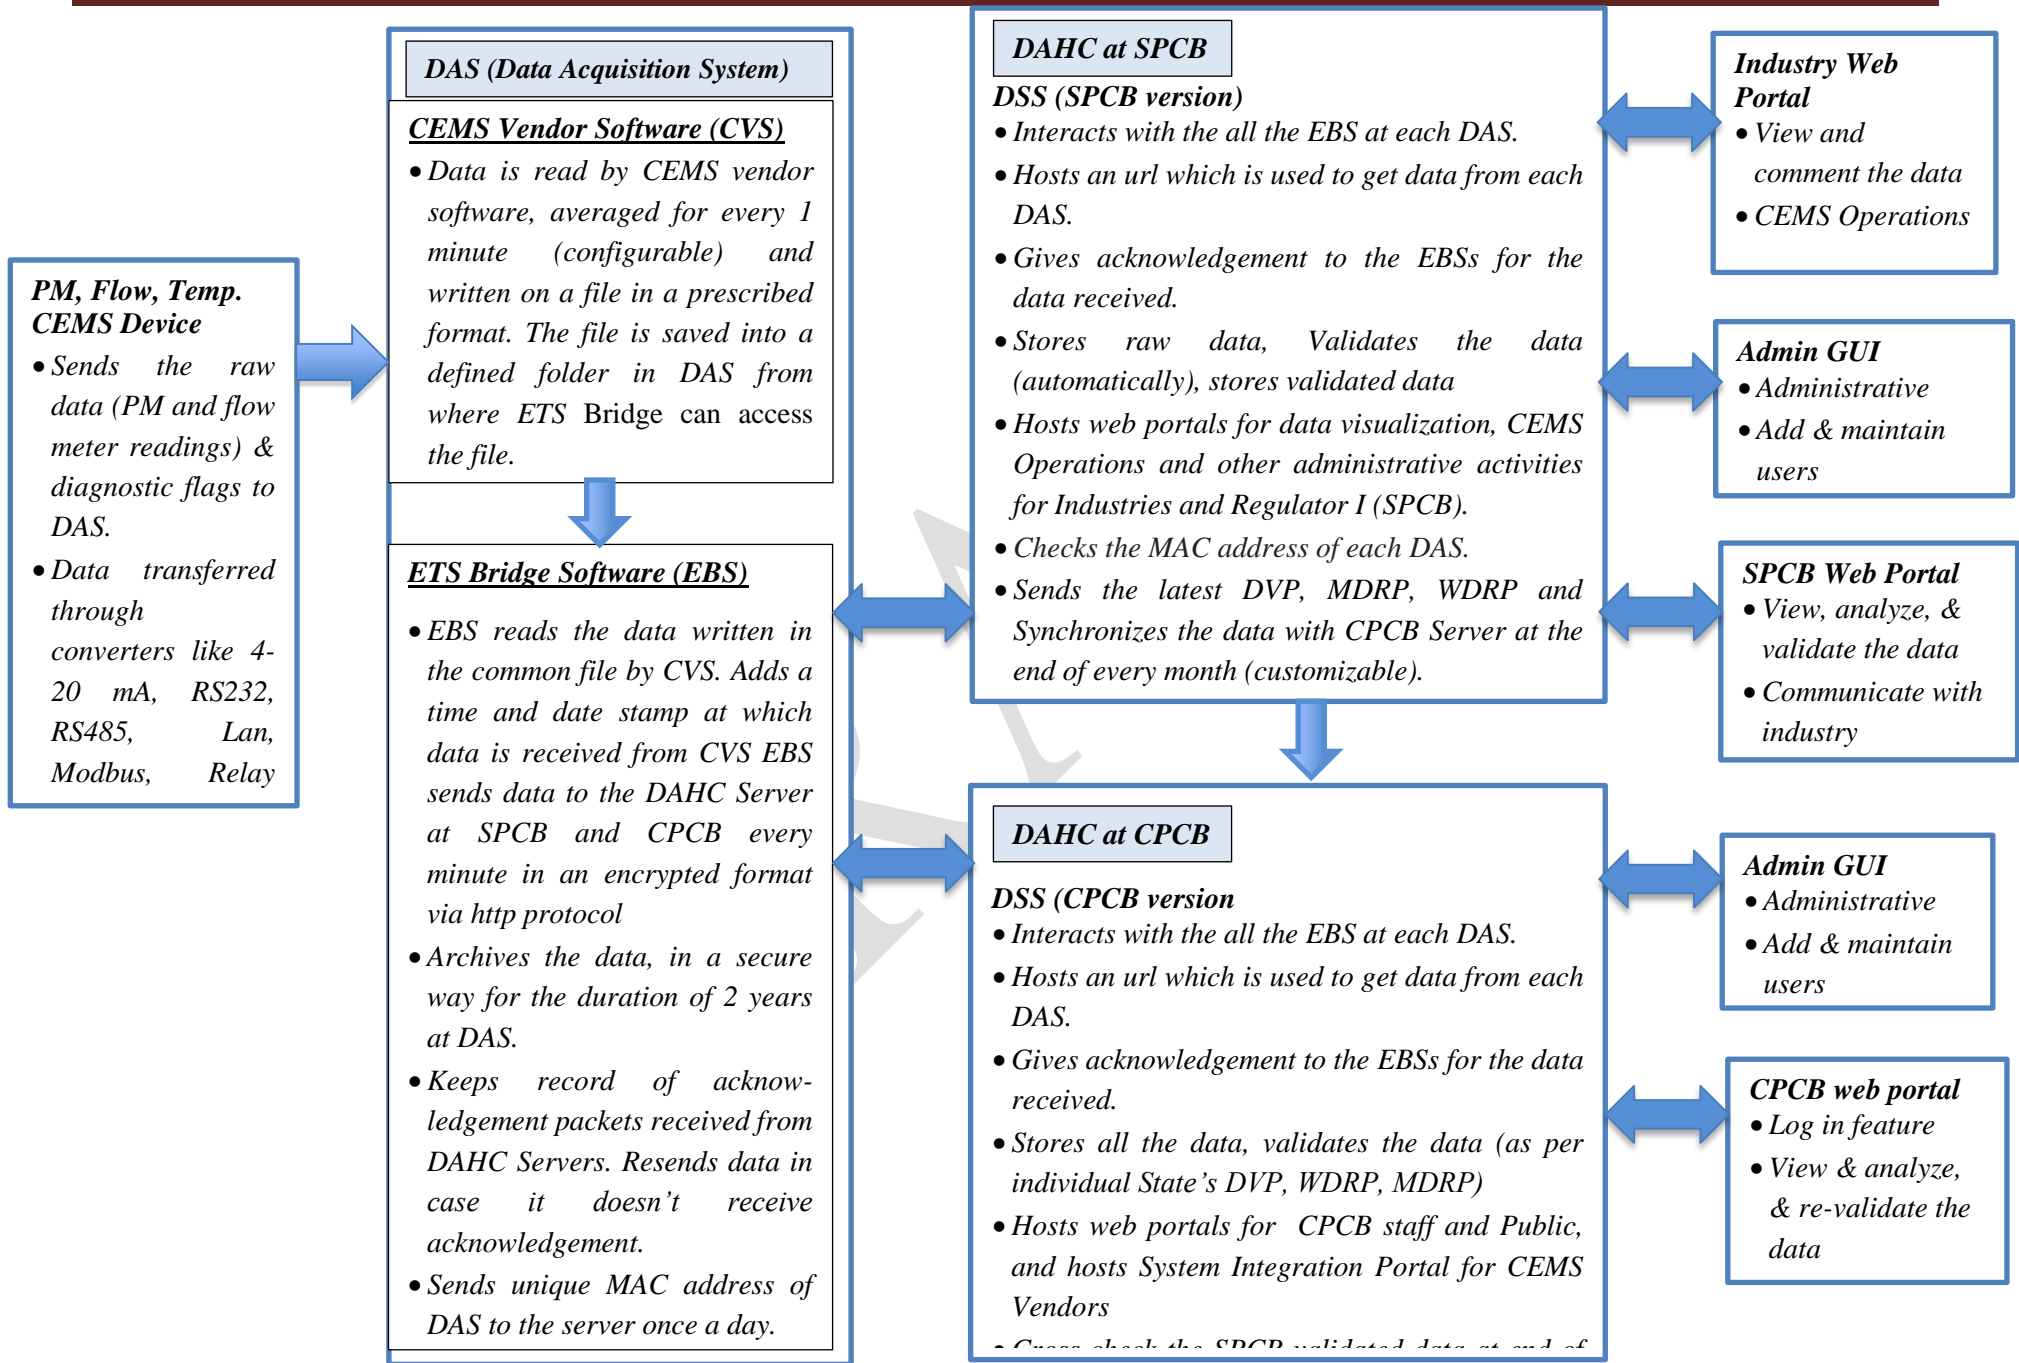 PM, Flow, Temp.
CEMS Device
• Sends the raw
data (PM and flow
meter readings) &
diagnostic flags to
DAS.
• Data transferred
through
converters like 4-
20 mA, RS232,
RS485, Lan,
Modbus, Relay
DAS (Data Acquisition System)
CEMS Vendor Software (CVS)
• Data is read by CEMS vendor
software, averaged for every 1
minute (configurable) and
written on a file in a prescribed
format. The file is saved into a
defined folder in DAS from
where ETS Bridge can access
the file.
ETS Bridge Software (EBS)
• EBS reads the data written in
the common file by CVS. Adds a
time and date stamp at which
data is received from CVS EBS
sends data to the DAHC Server
at SPCB and CPCB every
minute in an encrypted format
via http protocol
• Archives the data, in a secure
way for the duration of 2 years
at DAS.
• Keeps record of acknow-
ledgement packets received from
DAHC Servers. Resends data in
case it doesn’t receive
acknowledgement.
• Sends unique MAC address of
DAS to the server once a day.
DAHC at SPCB
DSS (SPCB version)
• Interacts with the all the EBS at each DAS.
• Hosts an url which is used to get data from each
DAS.
• Gives acknowledgement to the EBSs for the
data received.
• Stores raw data, Validates the data
(automatically), stores validated data
• Hosts web portals for data visualization, CEMS
Operations and other administrative activities
for Industries and Regulator I (SPCB).
• Checks the MAC address of each DAS.
• Sends the latest DVP, MDRP, WDRP and
Synchronizes the data with CPCB Server at the
end of every month (customizable).
DAHC at CPCB
DSS (CPCB version
• Interacts with the all the EBS at each DAS.
• Hosts an url which is used to get data from each
DAS.
• Gives acknowledgement to the EBSs for the data
received.
• Stores all the data, validates the data (as per
individual State’s DVP, WDRP, MDRP)
• Hosts web portals for CPCB staff and Public,
and hosts System Integration Portal for CEMS
Vendors
• Cross check the SPCB validated data at end of
Industry Web
Portal
• View and
comment the data
• CEMS Operations
Admin GUI
• Administrative
• Add & maintain
users
SPCB Web Portal
• View, analyze, &
validate the data
• Communicate with
industry
Admin GUI
• Administrative
• Add & maintain
users
CPCB web portal
• Log in feature
• View & analyze,
& re-validate the
data